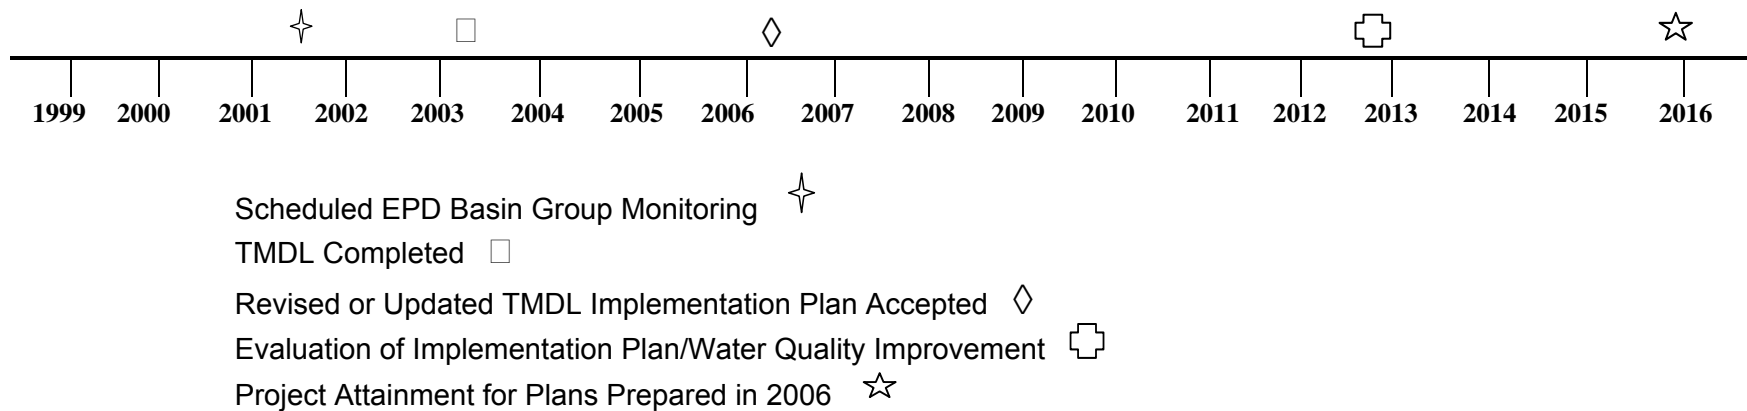 1999 2000 2001 2002 2003 2004 2005 2006 2007 2008 2009 2010 2011 2012 2013 2014 2015 2016
Scheduled EPD Basin Group Monitoring
TMDL Completed
Revised or Updated TMDL Implementation Plan Accepted
Evaluation of Implementation Plan/Water Quality Improvement
Project Attainment for Plans Prepared in 2006